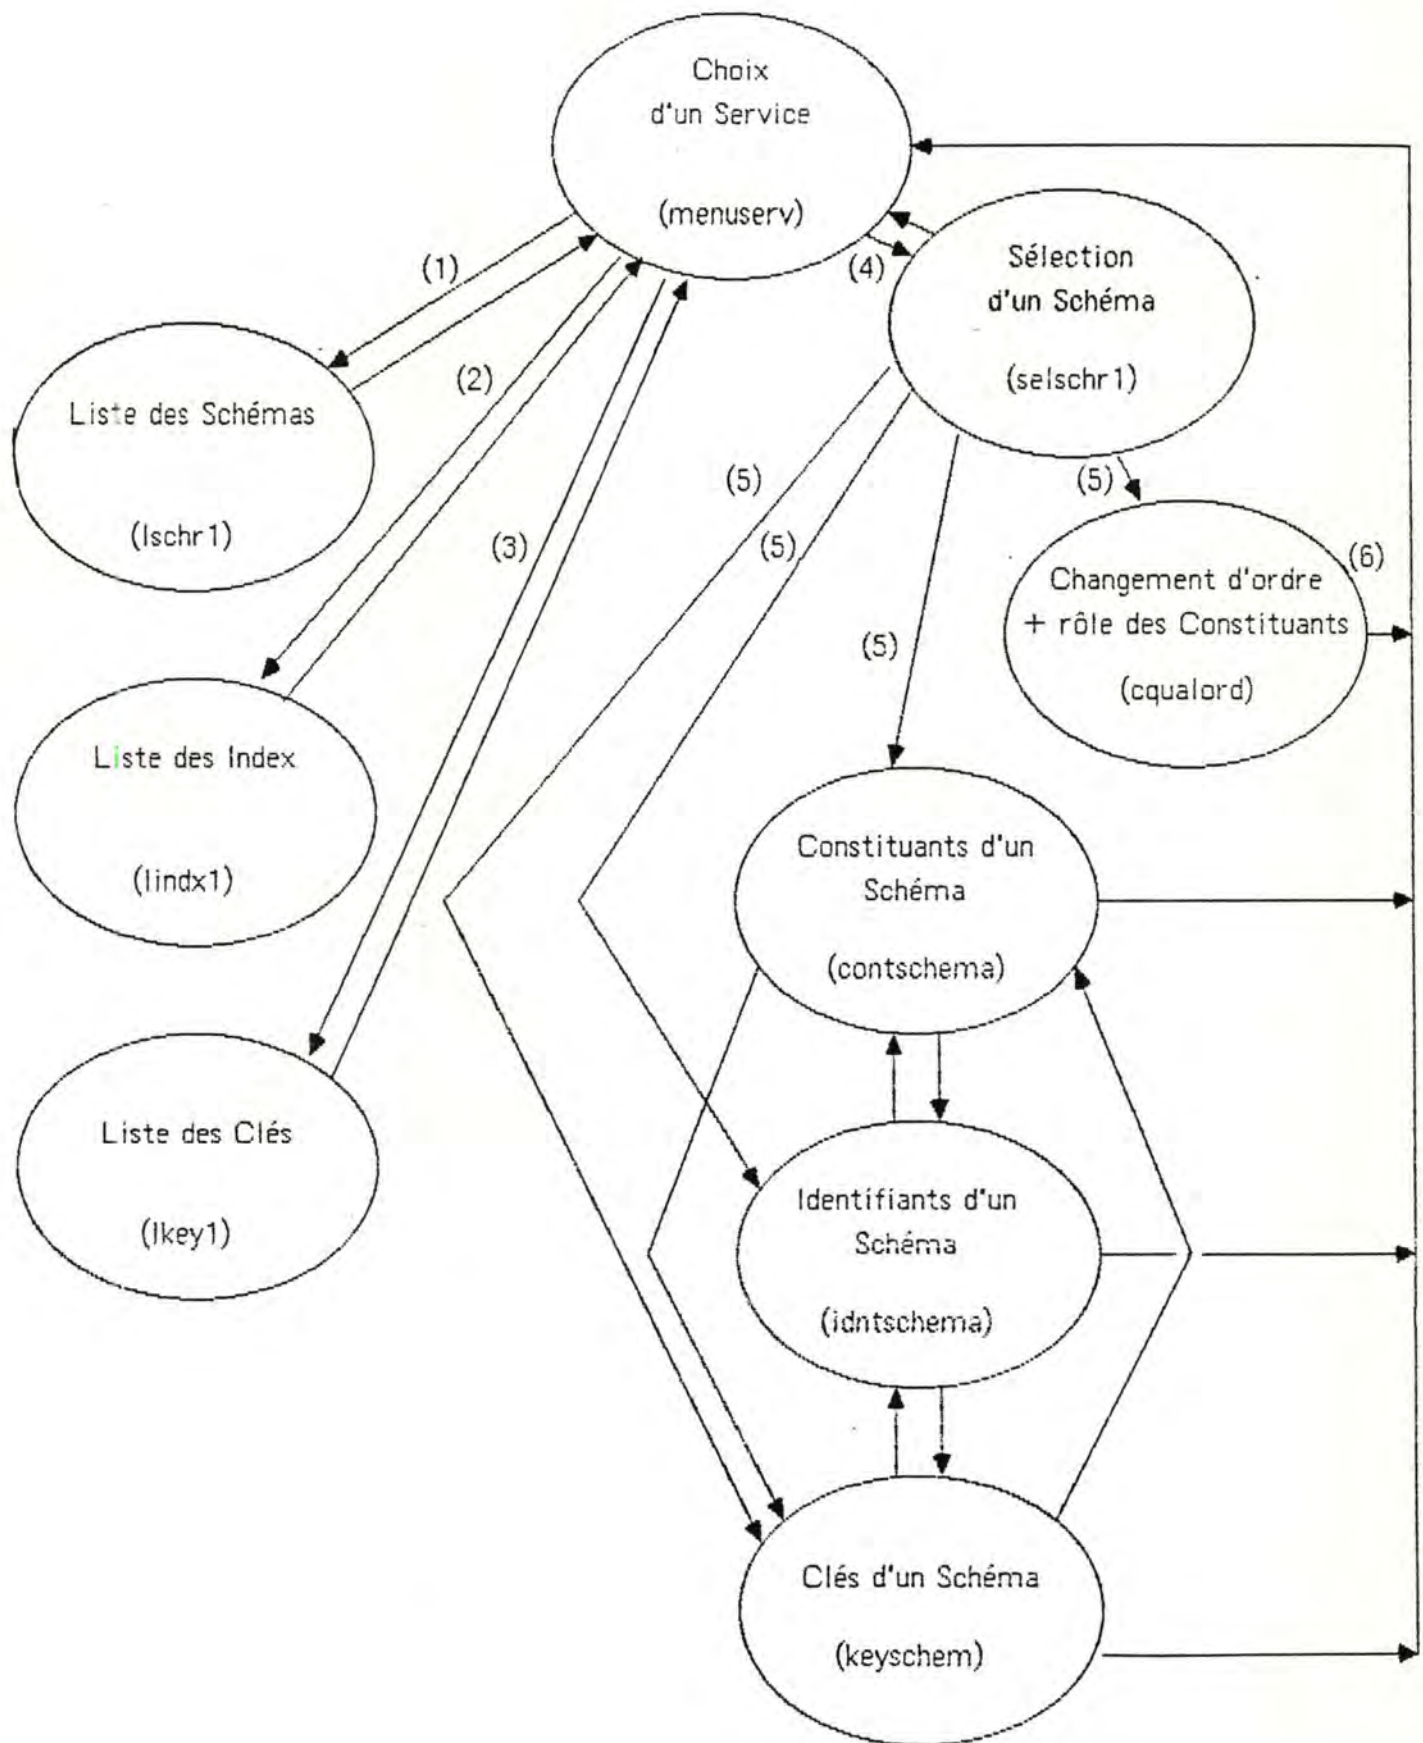 Choix
d'un Service
(menuserv)
(1)
(4)
Sélection
d'un Schéma
(selschr1)
(2)
Liste des Schémas
(lschr1)
(3)
(5)
(5)
(5)
(5)
(6)
Changement d'ordre
+ rôle des Constituants
(cqualord)
Liste des Index
(lindx1)
Constituants d'un
Schéma
(contschema)
Liste des Clés
(lkey1)
Identifiants d'un
Schéma
(idntschema)
Clés d'un Schéma
(keyschem)